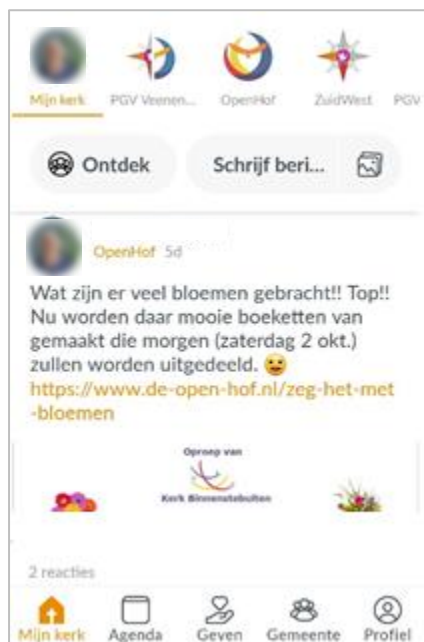 Mijn kerk PGV Veenen... OpenHof ZuidWest PGV
Ontdek Schrijf beri...
OpenHof 5d
Wat zijn er veel bloemen gebracht!! Top!!
Nu worden daar mooie boeketten van
gemaakt die morgen (zaterdag 2 okt.)
zullen worden uitgedeeld. 😀
https://www.de-open-hof.nl/zeg-het-met
-bloemen
Oproep van
Kerk Binnenstebuiten
2 reacties
Mijn kerk Agenda Geven Gemeente Profiel